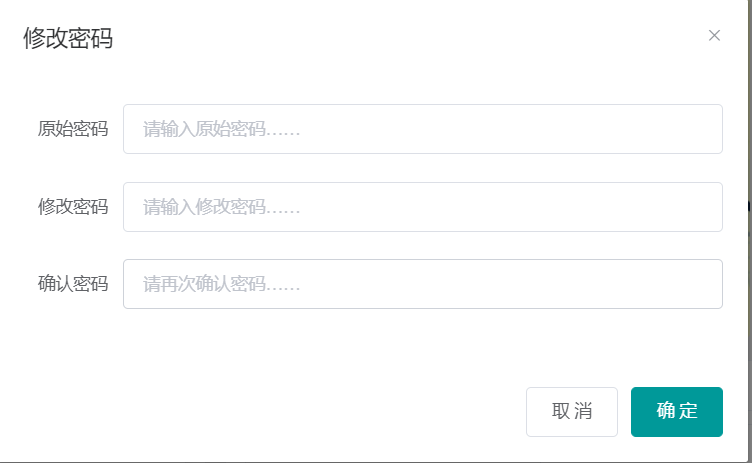 修改密码
原始密码 请输入原始密码……
修改密码 请输入修改密码……
确认密码 请再次确认密码……
取消 确定